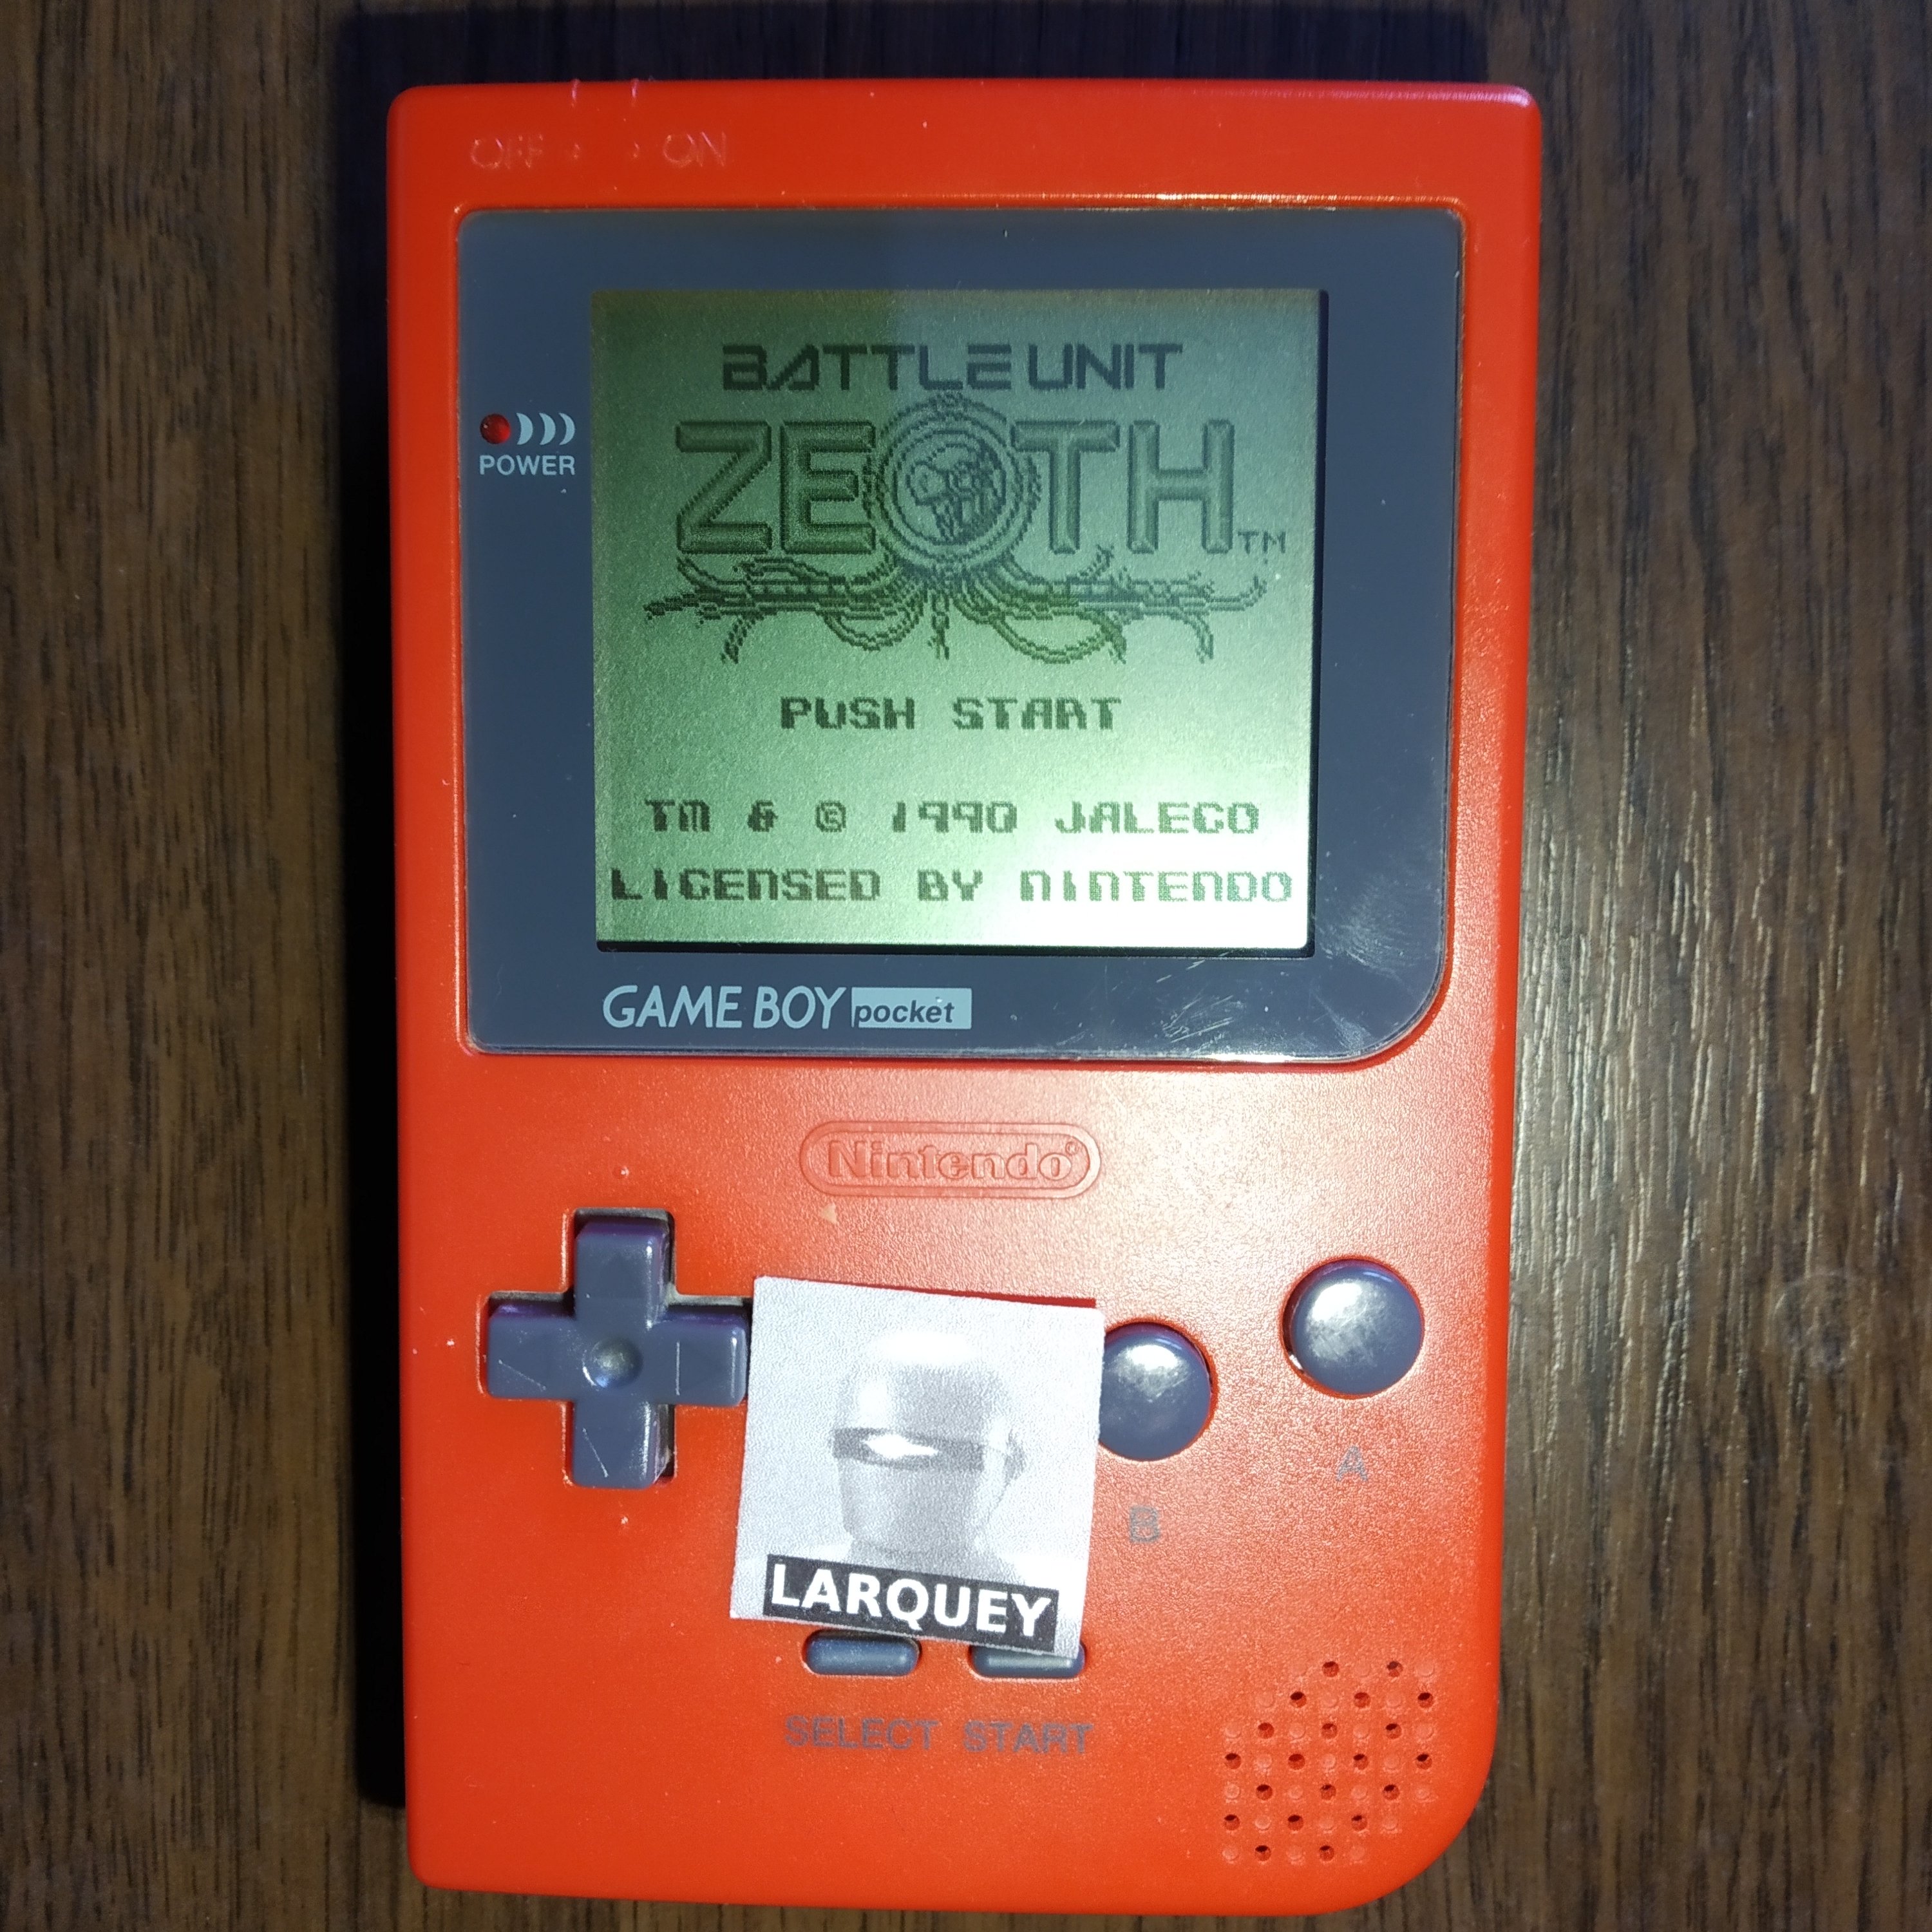 OFF ON
BATTLE UNIT
ZEOTH TM
POWER
PUSH START
TM & © 1990 JALECO
LICENSED BY NINTENDO
GAME BOY pocket
Nintendo®
A
B
LARQUEY
SELECT START